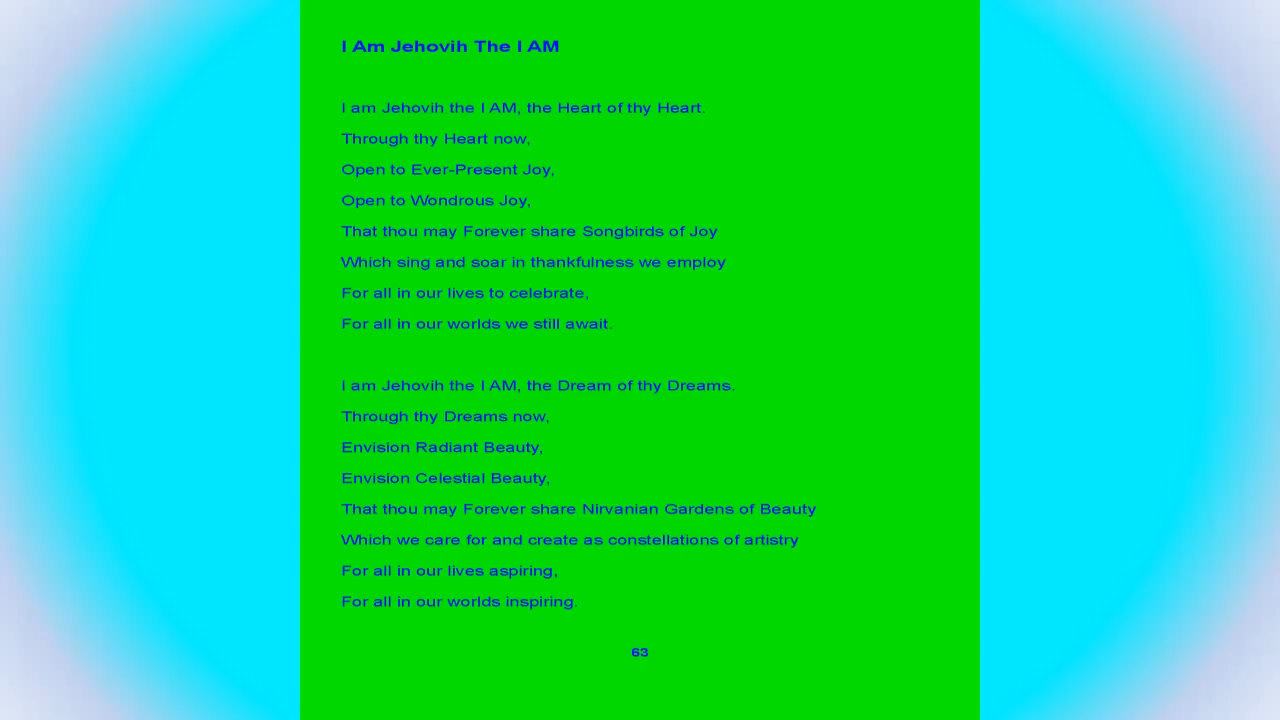 I Am Jehovih The I AM
I am Jehovih the I AM, the Heart of thy Heart.
Through thy Heart now,
Open to Ever-Present Joy,
Open to Wondrous Joy,
That thou may Forever share Songbirds of Joy
Which sing and soar in thankfulness we employ
For all in our lives to celebrate,
For all in our worlds we still await.
I am Jehovih the I AM, the Dream of thy Dreams.
Through thy Dreams now,
Envision Radiant Beauty,
Envision Celestial Beauty,
That thou may Forever share Nirvanian Gardens of Beauty
Which we care for and create as constellations of artistry
For all in our lives aspiring,
For all in our worlds inspiring.
63